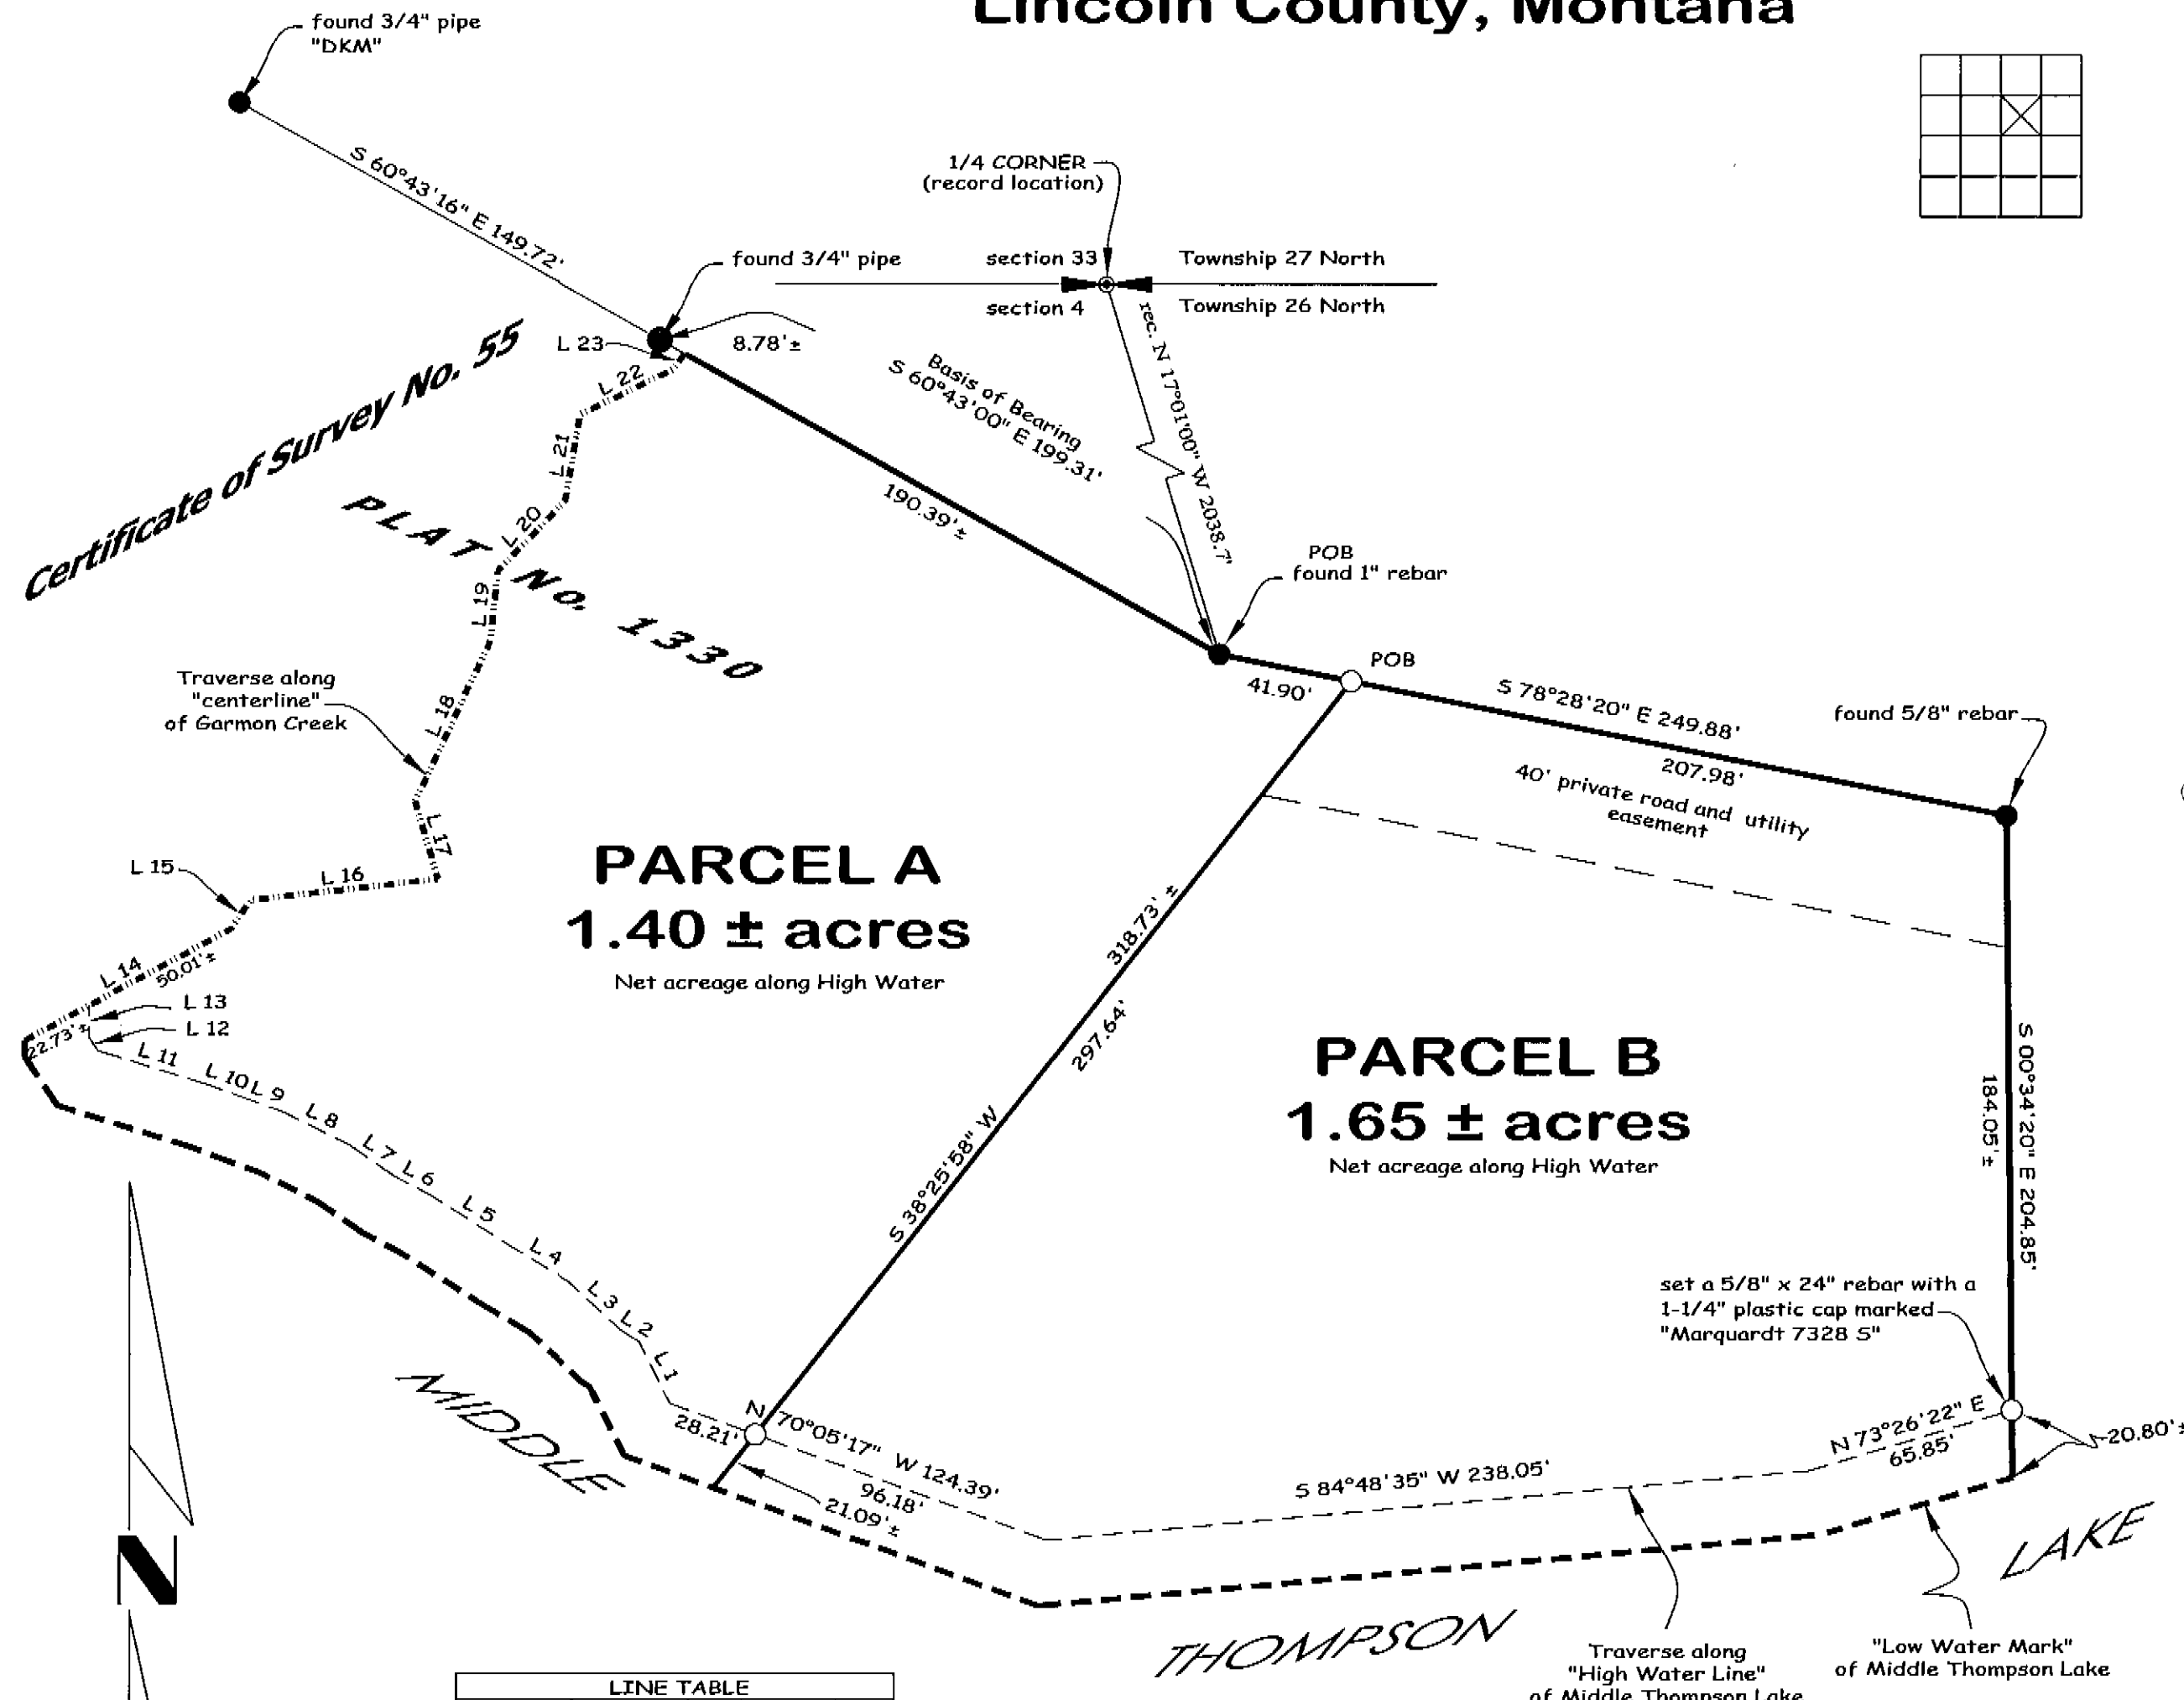 Lincoln County, Montana
found 3/4" pipe
"DKM"
S 60°43'16" E 149.72'
1/4 CORNER
(record location)
found 3/4" pipe
section 33
Township 27 North
section 4
Township 26 North
L 23
8.78'±
rec. N 17°01'00" W 2038.7'
Basis of Bearing
S 60°43'00" E 199.31'
Certificate of Survey No. 55
L 22
L 21
190.39'±
PLAT No. 1330
L 20
L 19
POB
found 1" rebar
POB
41.90'
S 78°28'20" E 249.88'
207.98'
found 5/8" rebar
40' private road and utility
easement
Traverse along
"centerline"
of Garmon Creek
L 18
L 17
L 15
L 16
PARCEL A
1.40 ± acres
Net acreage along High Water
318.73' ±
297.64'
S 38°25'58" W
L 14
50.01'±
L 13
L 12
22.73'±
L 11
L 10
L 9
L 8
L 7
L 6
L 5
L 4
L 3
L 2
L 1
PARCEL B
1.65 ± acres
Net acreage along High Water
S 00°34'20" E 204.85'
184.05'±
set a 5/8" x 24" rebar with a
1-1/4" plastic cap marked
"Marquardt 7328 S"
28.21'
N 70°05'17" W 124.39'
96.18'
21.09'±
S 84°48'35" W 238.05'
N 73°26'22" E
65.85'
20.80'±
MIDDLE
THOMPSON
LAKE
N
Traverse along
"High Water Line"
of Middle Thompson Lake
"Low Water Mark"
of Middle Thompson Lake
LINE TABLE